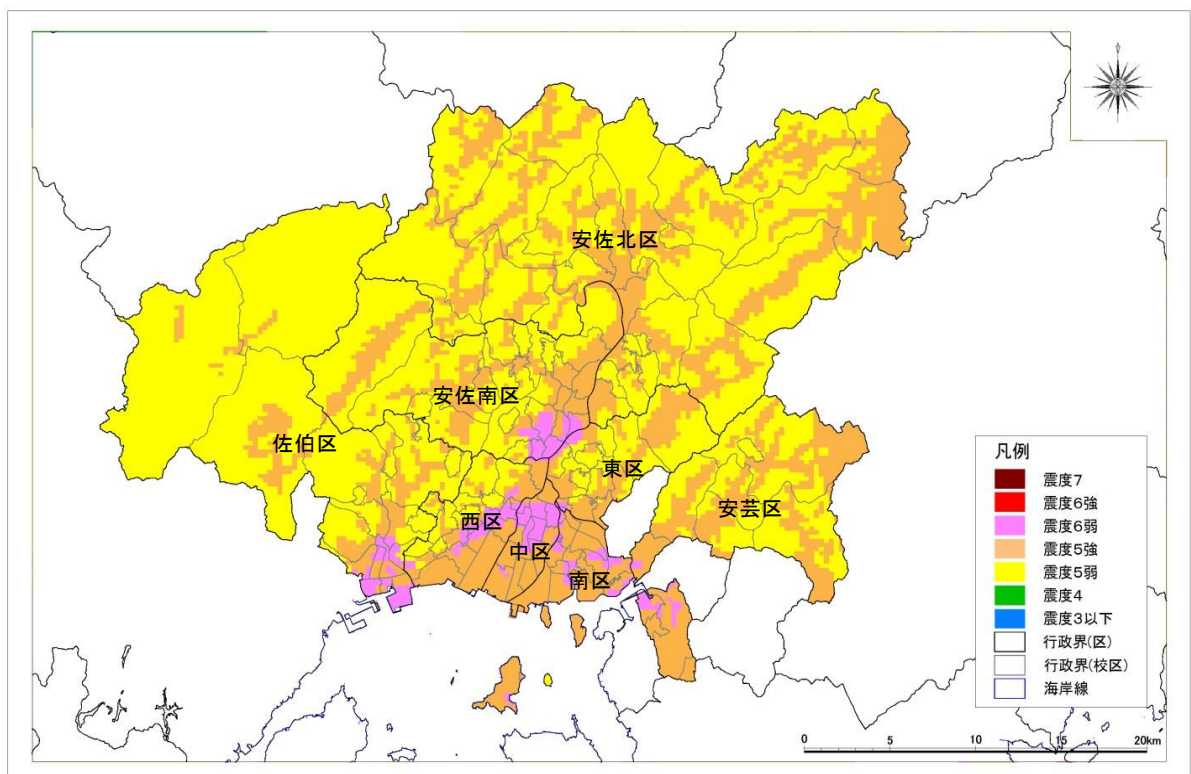 安佐北区
安佐南区
佐伯区
東区
安芸区
西区
中区
南区
凡例
震度7
震度6強
震度6弱
震度5強
震度5弱
震度4
震度3以下
行政界(区)
行政界(校区)
海岸線
0 5 10 15 20km